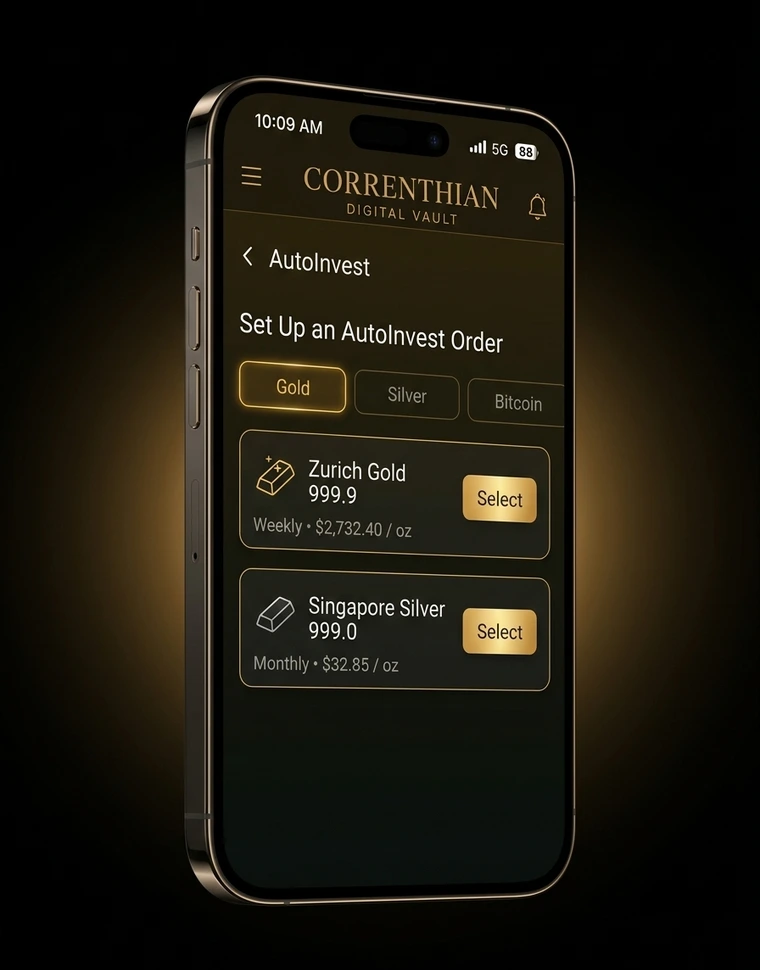 10:09 AM
5G 88
CORRENTHIAN
DIGITAL VAULT
AutoInvest
Set Up an AutoInvest Order
Gold Silver Bitcoin
Zurich Gold
999.9
Select
Weekly • $2,732.40 / oz
Singapore Silver
999.0
Select
Monthly • $32.85 / oz